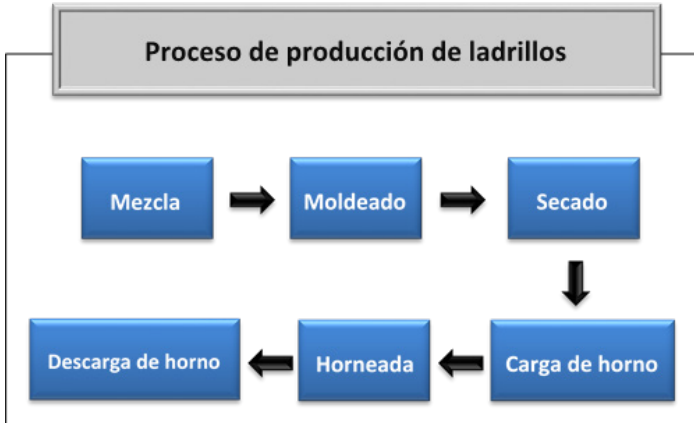 Proceso de producción de ladrillos
Mezcla
Moldeado
Secado
Carga de horno
Horneada
Descarga de horno